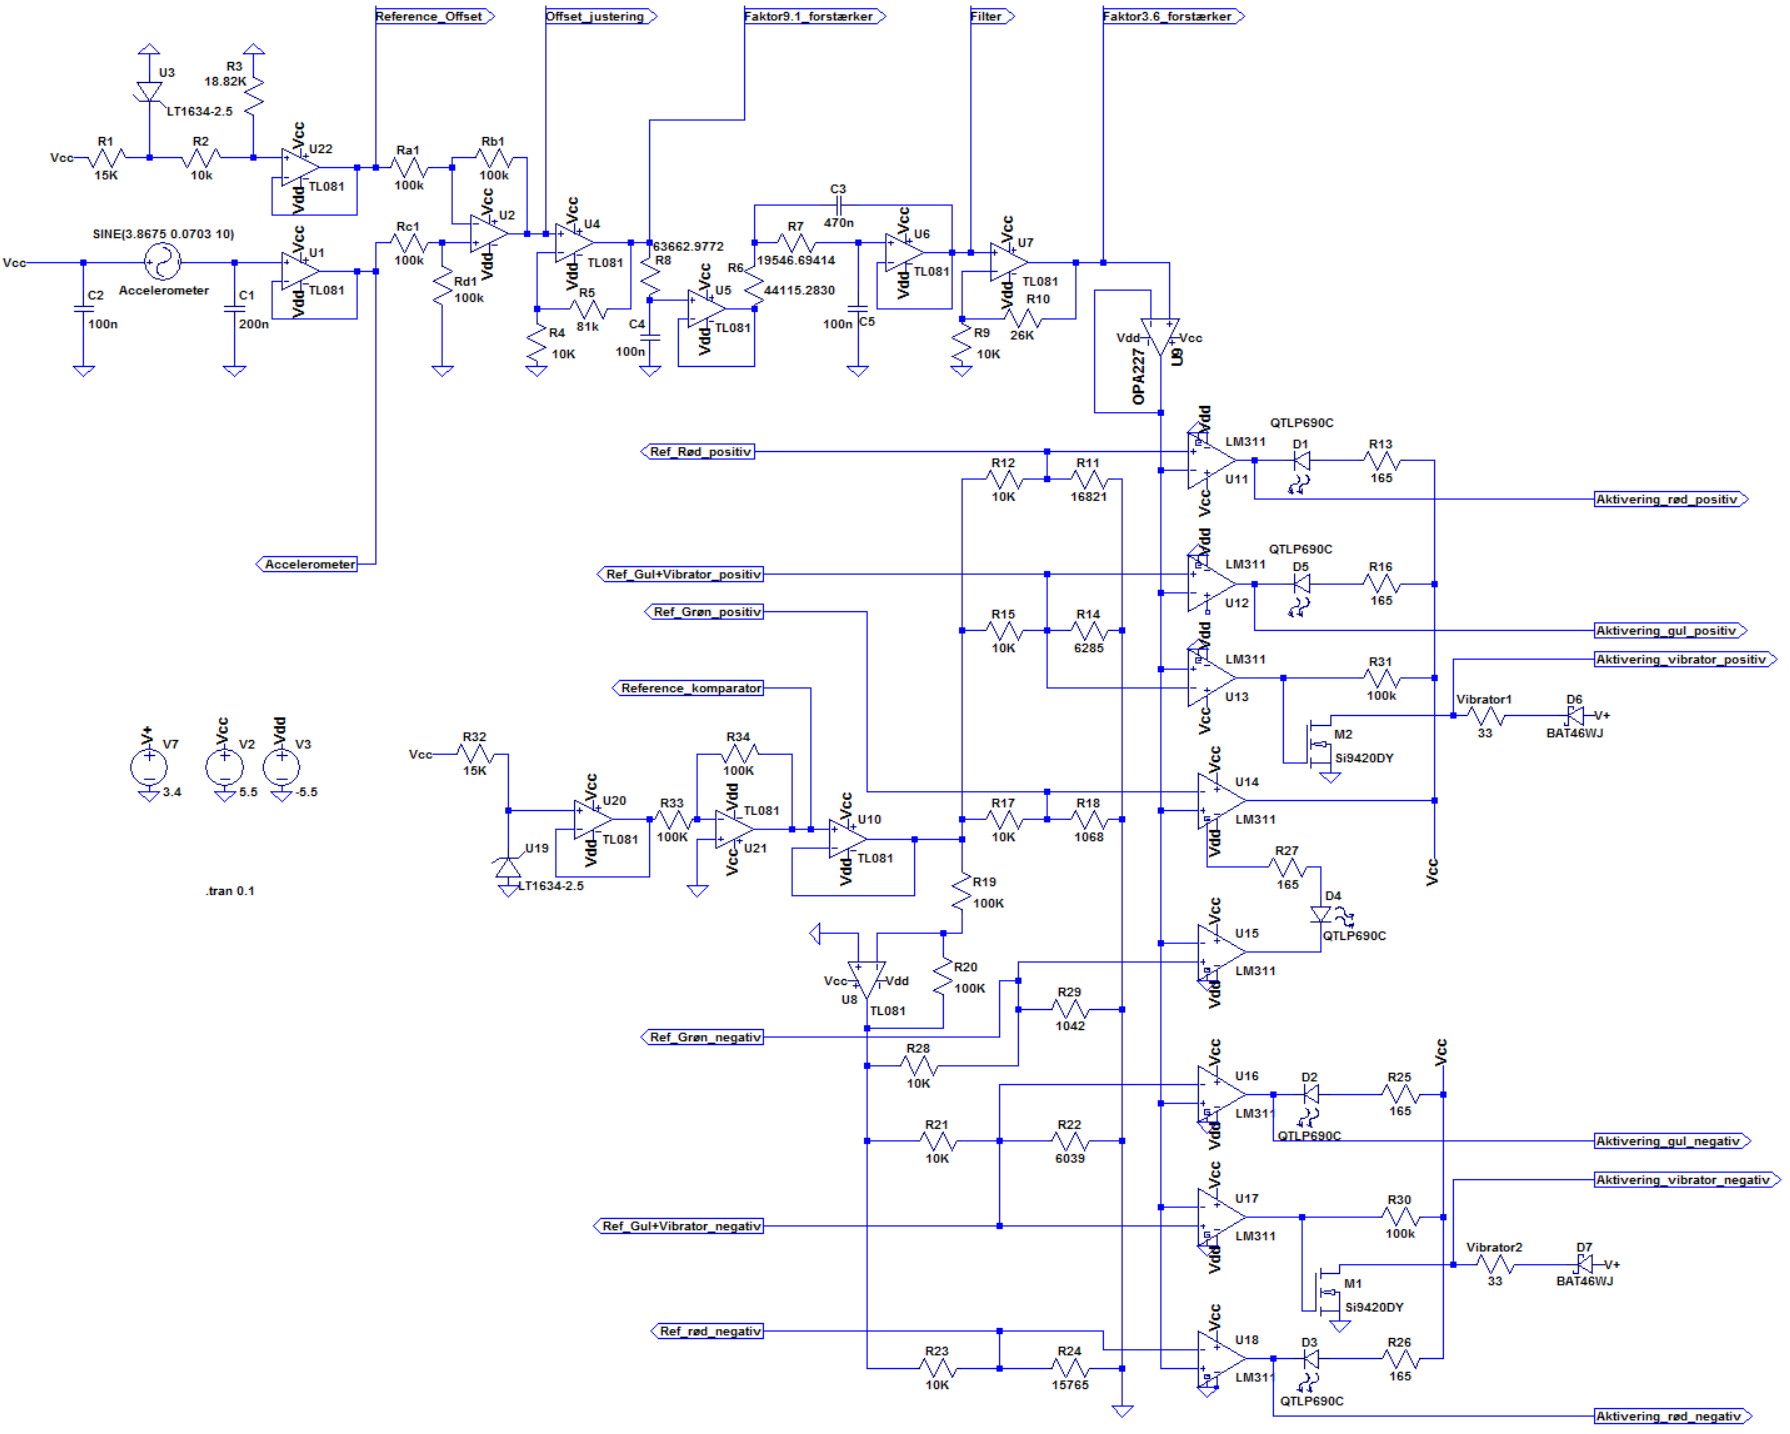 Reference_Offset
Offset_justering
Faktor9.1_forstærker
Filter
Faktor3.6_forstærker
U3
LT1634-2.5
R3
18.82K
Vcc
R1
15K
R2
10k
Vcc
U22
TL081
Vdd
Ra1
100k
Rb1
100k
SINE(3.8675 0.0703 10)
Vcc
Accelerometer
C2
100n
C1
200n
Vcc
U1
TL081
Vdd
Rc1
100k
Rd1
100k
Vcc
U2
Vdd
Vcc
U4
TL081
Vdd
R5
81k
R4
10K
63662.9772
R8
C4
100n
Vcc
U5
TL081
Vdd
R6
44115.2830
C3
470n
R7
19546.69414
Vcc
U6
TL081
100n
C5
Vcc
U7
TL081
Vdd
R10
26K
R9
10K
Vdd
Vcc
U9
OPA227
Accelerometer
Ref_Rød_positiv
R12
10K
R11
16821
Vdd
LM311
U11
Vcc
QTLP690C
D1
R13
165
Aktivering_rød_positiv
Ref_Gul+Vibrator_positiv
Ref_Grøn_positiv
R15
10K
R14
6285
Vdd
LM311
U12
QTLP690C
D5
R16
165
Aktivering_gul_positiv
Vdd
LM311
U13
Vcc
R31
100k
Aktivering_vibrator_positiv
Vibrator1
33
D6
V+
BAT46WJ
M2
Si9420DY
Reference_komparator
V+
V7
3.4
Vcc
V2
5.5
Vdd
V3
-5.5
.tran 0.1
Vcc
R32
15K
U19
LT1634-2.5
Vcc
U20
TL081
Vdd
R33
100K
R34
100K
Vdd
TL081
U21
Vcc
Vcc
U10
TL081
Vdd
R17
10K
R18
1068
Vcc
U14
LM311
Vdd
R27
165
D4
QTLP690C
Vcc
R19
100K
Vcc
Vdd
U8
TL081
R20
100K
Vcc
U15
LM311
Vdd
R29
1042
Ref_Grøn_negativ
R28
10K
Vcc
U16
LM311
Vdd
D2
QTLP690C
R25
165
Vcc
Aktivering_gul_negativ
R21
10K
R22
6039
Vcc
U17
LM311
Vdd
R30
100k
Aktivering_vibrator_negativ
Ref_Gul+Vibrator_negativ
Vibrator2
33
D7
V+
BAT46WJ
M1
Si9420DY
Ref_rød_negativ
R23
10K
R24
15765
Vcc
U18
LM311
D3
QTLP690C
R26
165
Aktivering_rød_negativ